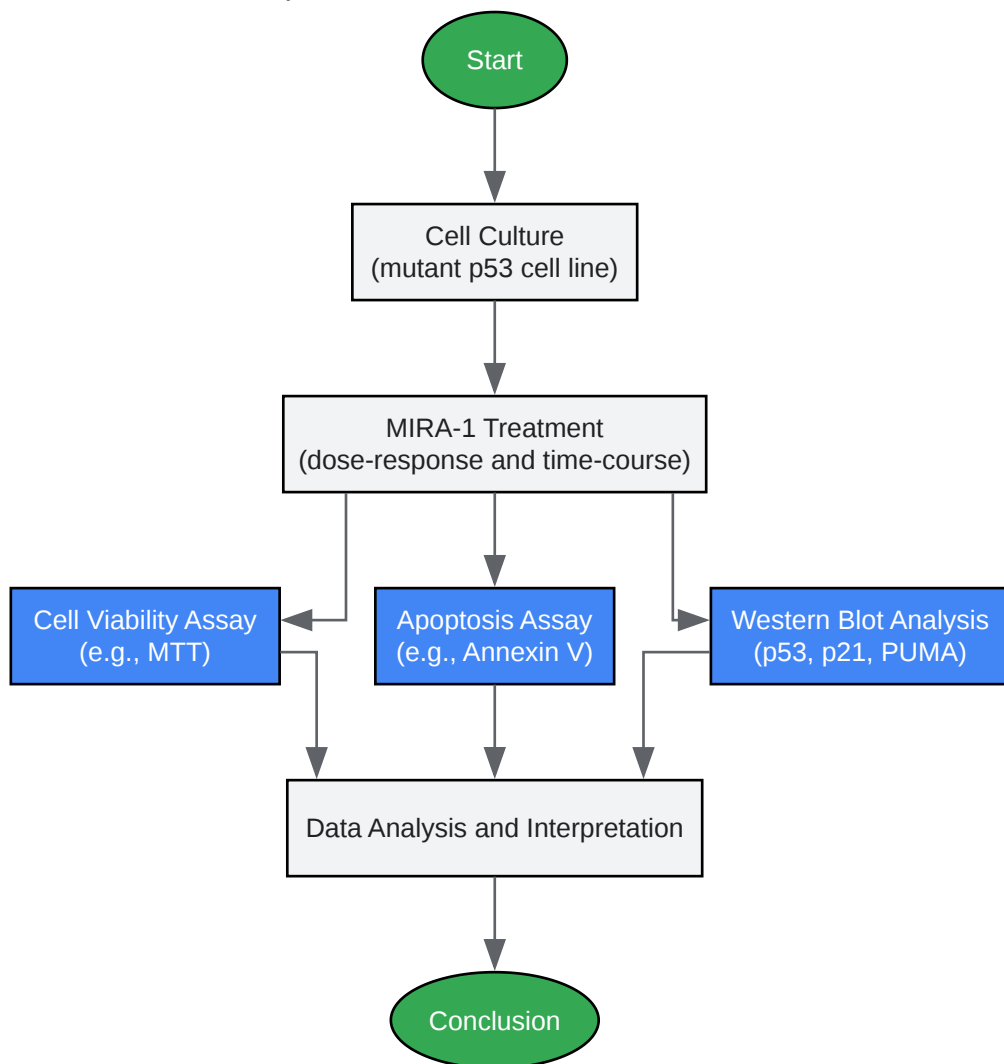 Start
Cell Culture
(mutant p53 cell line)
MIRA-1 Treatment
(dose-response and time-course)
Cell Viability Assay
(e.g., MTT)
Apoptosis Assay
(e.g., Annexin V)
Western Blot Analysis
(p53, p21, PUMA)
Data Analysis and Interpretation
Conclusion